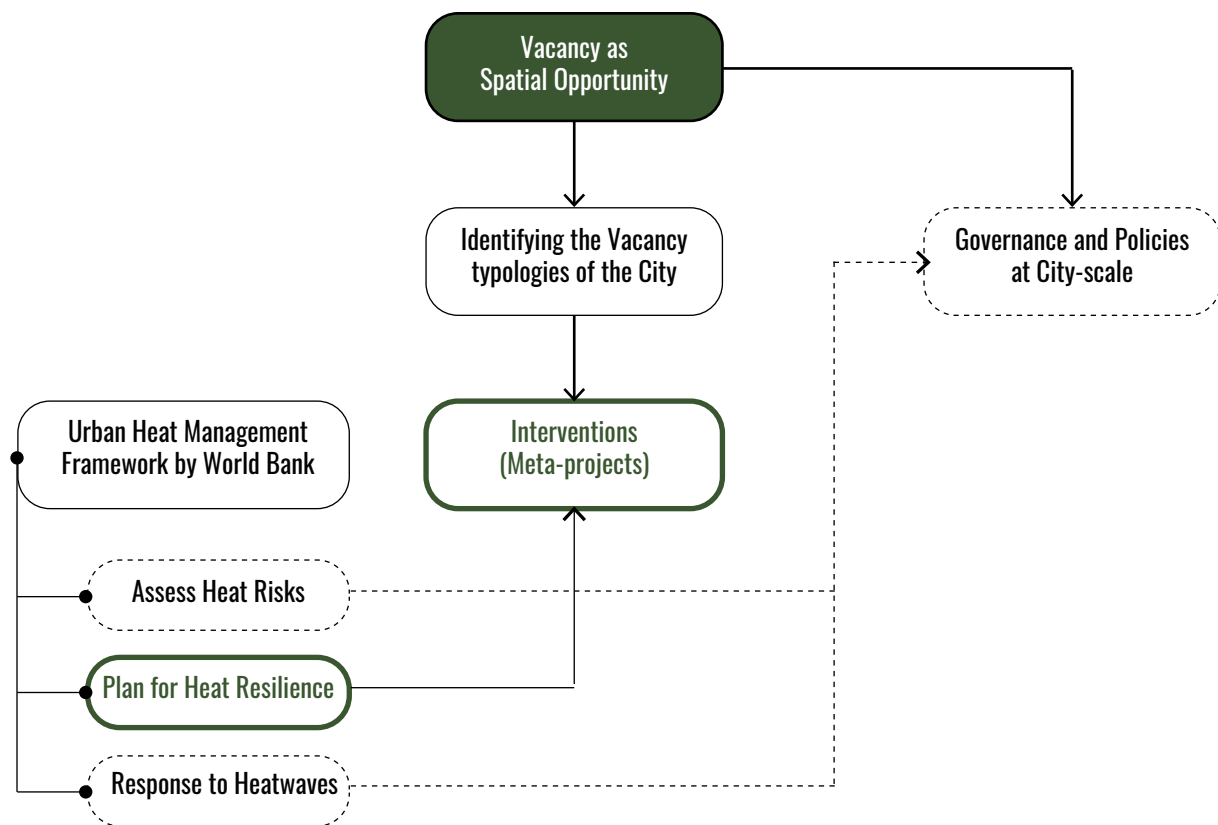 Vacancy as
Spatial Opportunity
Identifying the Vacancy
typologies of the City
Governance and Policies
at City-scale
Urban Heat Management
Framework by World Bank
Interventions
(Meta-projects)
Assess Heat Risks
Plan for Heat Resilience
Response to Heatwaves